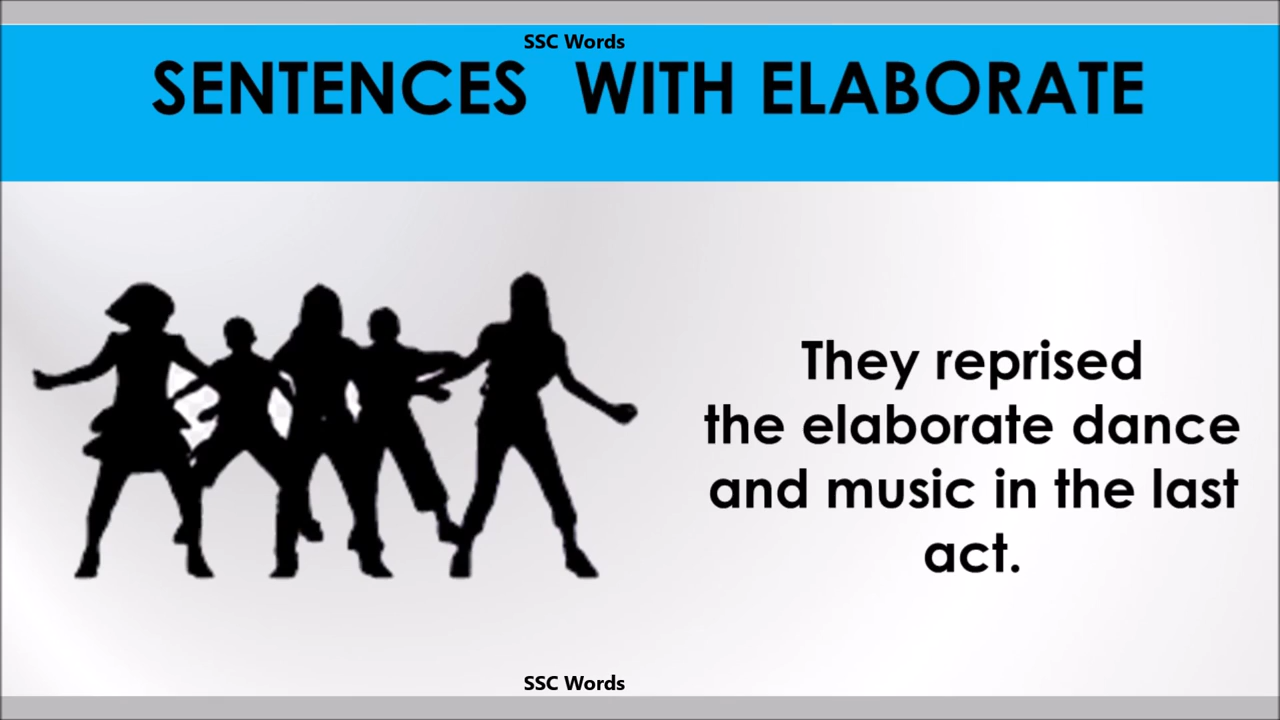 SSC Words
SENTENCES WITH ELABORATE
They reprised
the elaborate dance
and music in the last
act.
SSC Words